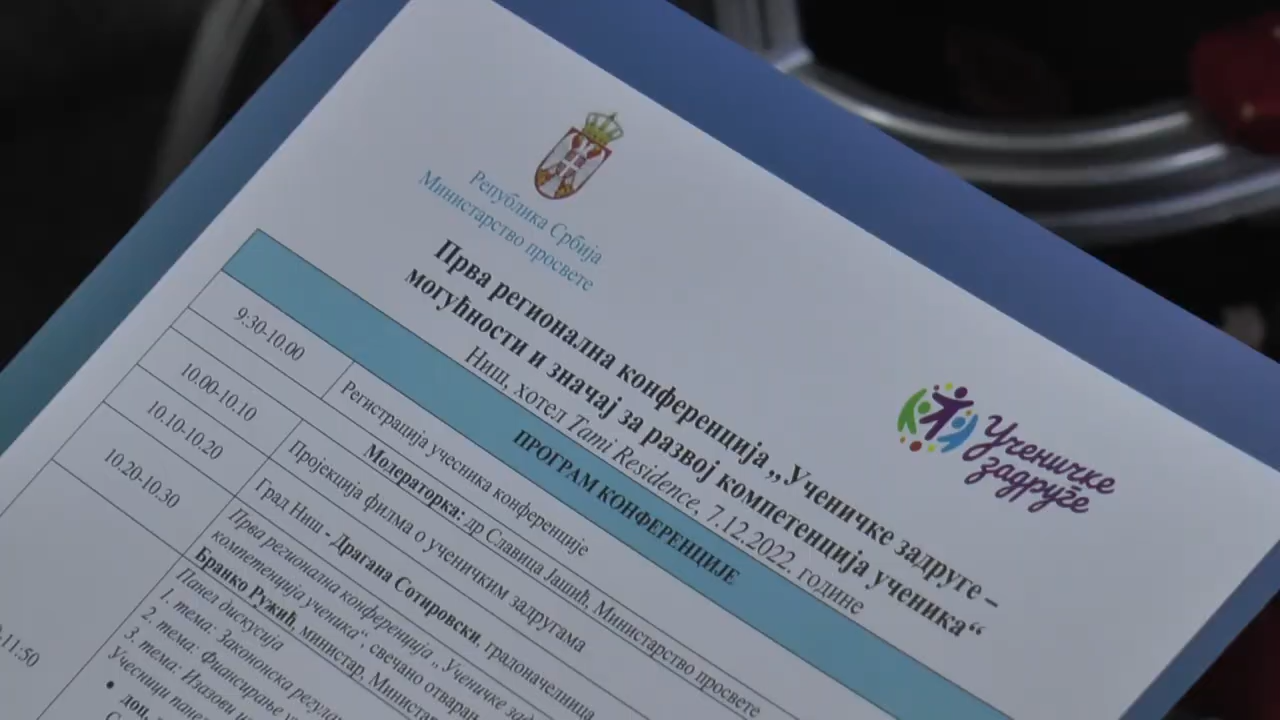 Република Србија
Министарство просвете
Прва регионална конференција „Ученичке задруге –
могућности и значај за развој компетенција ученика“
Ниш, хотел Tami Residence, 7.12.2022. године
Ученичке
задруге
ПРОГРАМ КОНФЕРЕНЦИЈЕ
9:30-10.00
Регистрација учесника конференције
Модераторка: др Славица Јашић, Министарство просвете
10.00-10.10
Пројекција филма о ученичким задругама
10.10-10.20
Град Ниш - Драгана Сотировски, градоначелница
10.20-10.30
Прва регионална конференција „ Ученичке
компетенција ученика“, свечано
Бранко Ружић, министар,
11:50
Панел дискусија
1. тема: Законска
2. тема: Финансирање
3. тема: Изазови
Учесници
• доц.